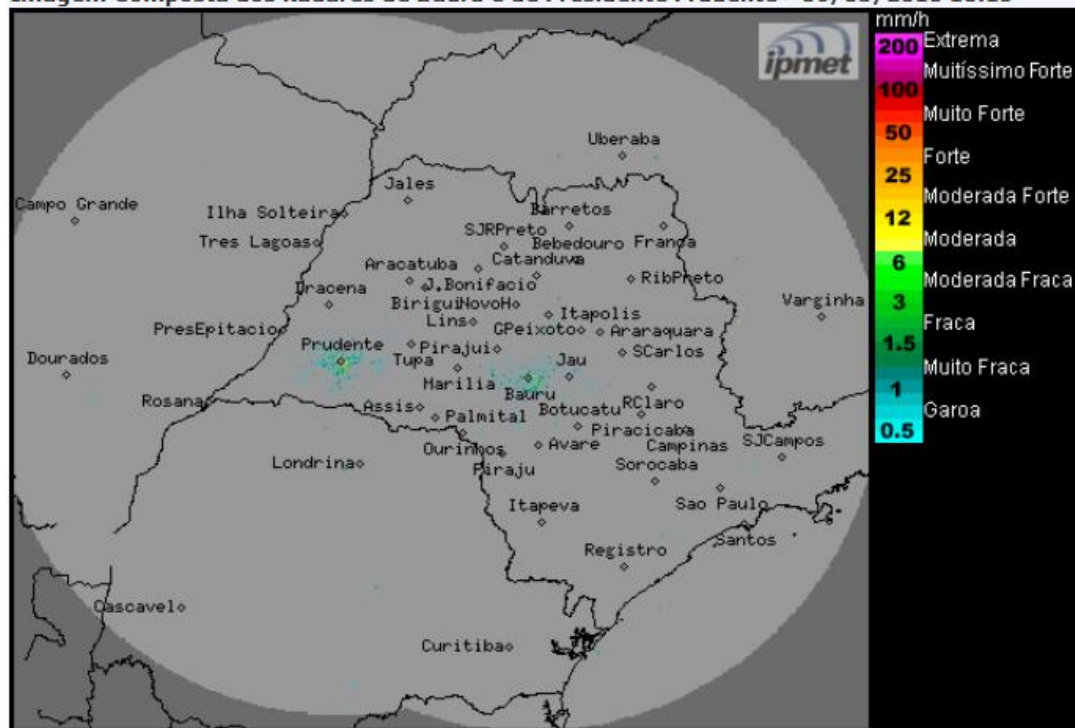 ipmet
mm/h
200 Extrema
Muitíssimo Forte
100
Muito Forte
50
Forte
25
Moderada Forte
12
Moderada
6
Moderada Fraca
3
Fraca
1.5
Muito Fraca
1
Garoa
0.5
Uberaba
Jales
Campo Grande
Ilha Solteira
Barretos
Tres Lagoas
SJRPreto
Bebedouro
Franca
Aracatuba
Catanduva
J.Bonifacio
RibPreto
Dracena
Birigui
NovoH
Itapolis
Varginha
PresEpitacio
Lins
GPeixoto
Araraquara
Prudente
Pirajui
SCarlos
Dourados
Tupa
Jau
Marilia
Bauru
Rosana
Assis
Palmital
Botucatu
RClaro
Piracicaba
Ourinhos
Avare
Campinas
SJCampos
Londrina
Piraju
Sorocaba
Itapeva
Sao Paulo
Santos
Registro
Cascavel
Curitiba